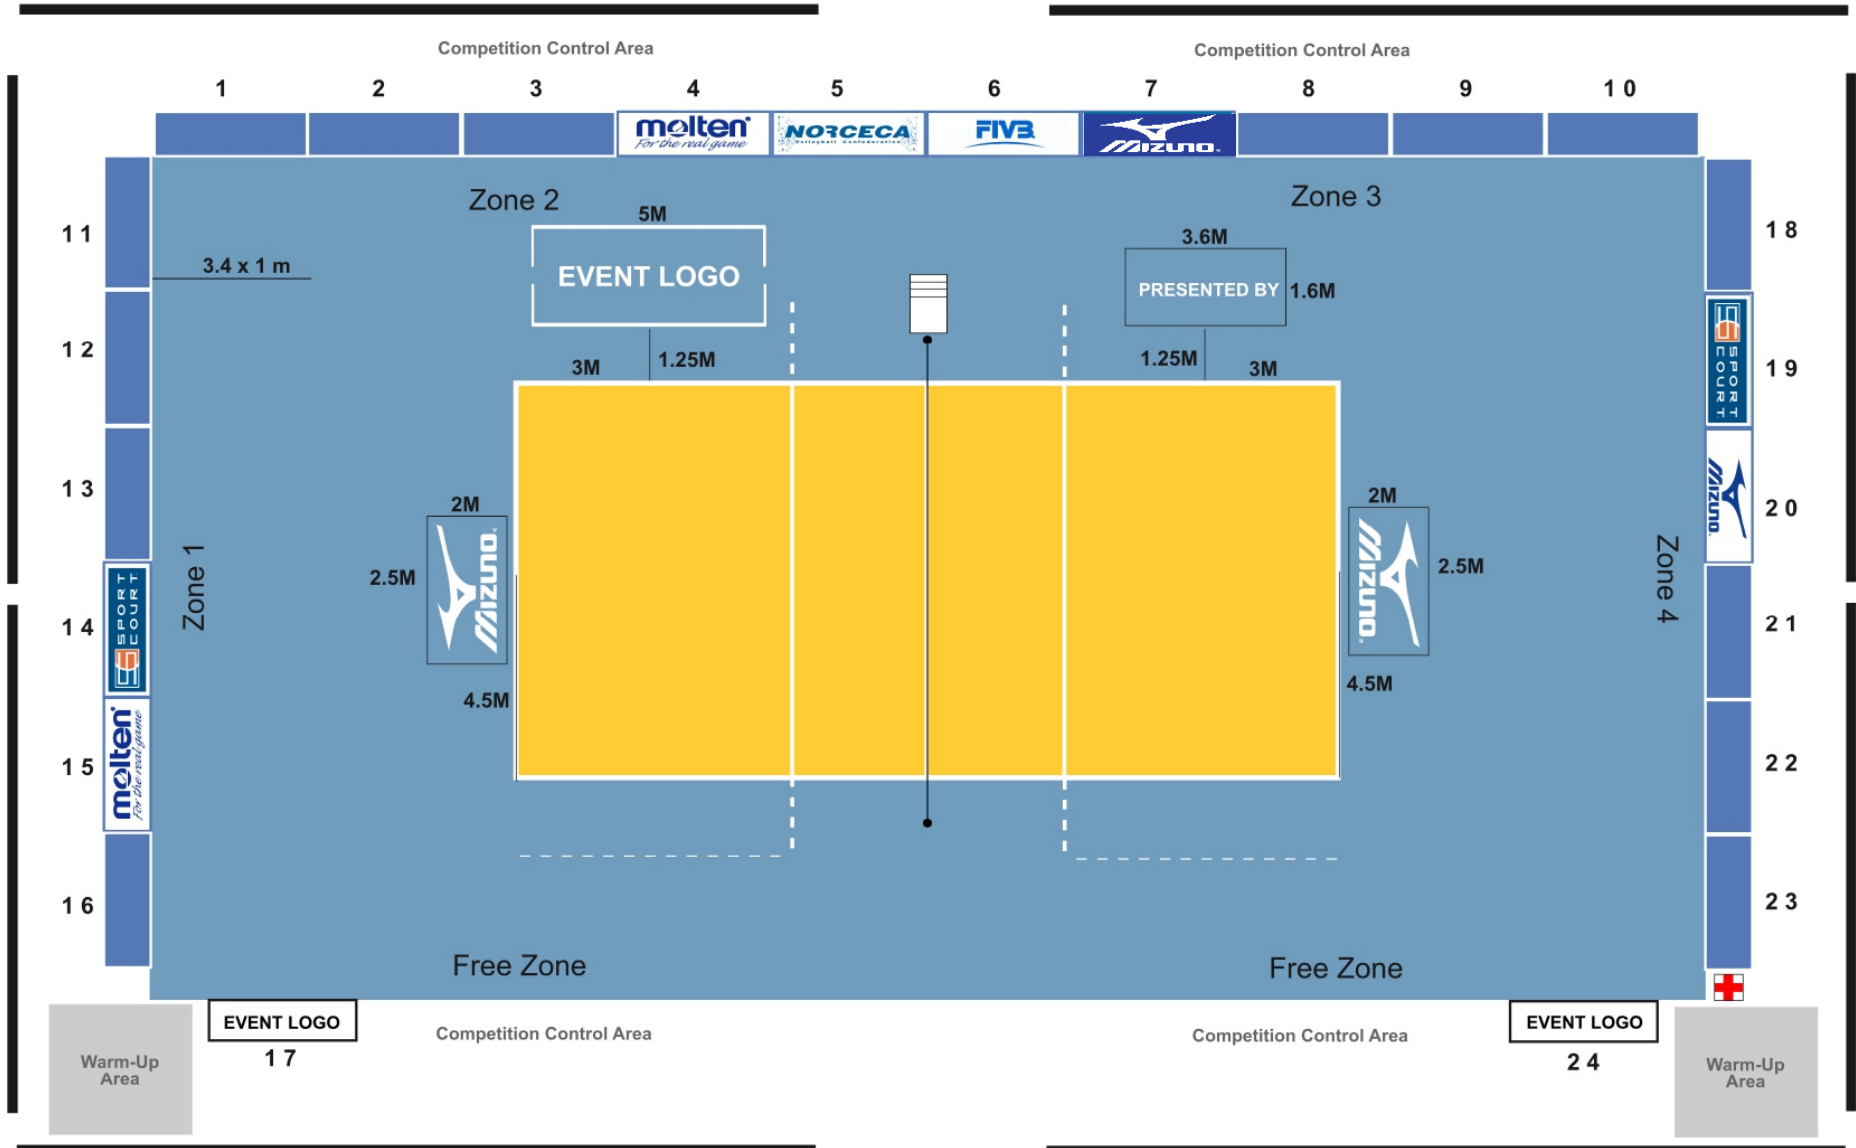 Competition Control Area
Competition Control Area
1 2 3 4 5 6 7 8 9 10
molten
For the real game
NORCECA
Volleyball Confederation
FIVB
MIZUNO
Zone 2
Zone 3
5M
3.6M
11
18
3.4 x 1 m
EVENT LOGO
PRESENTED BY
1.6M
12
1.25M
1.25M
3M
3M
SPORT
COURT
19
13
2M
2M
MIZUNO
20
Zone 1
2.5M
MIZUNO
MIZUNO
2.5M
Zone 4
SPORT
COURT
14
21
4.5M
4.5M
molten
For the real game
15
22
16
23
Free Zone
Free Zone
EVENT LOGO
EVENT LOGO
Competition Control Area
Competition Control Area
17
24
Warm-Up
Area
Warm-Up
Area